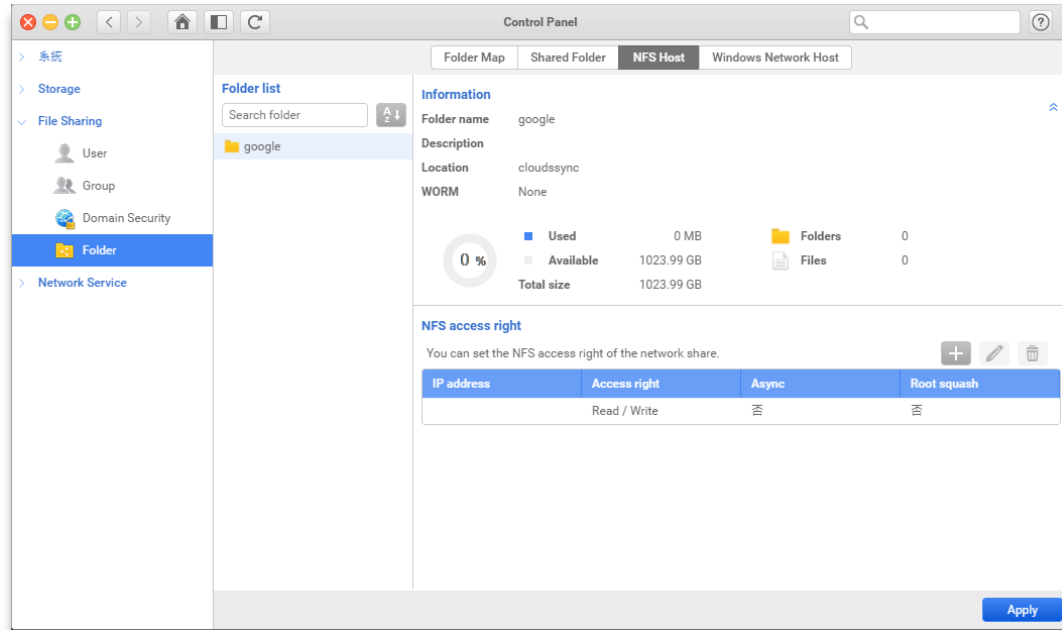 Control Panel
?
系統
Storage
File Sharing
User
Group
Domain Security
Folder
Network Service
Folder Map Shared Folder NFS Host Windows Network Host
Folder list
Search folder
A Z
google
Information
Folder name google
Description
Location cloudssync
WORM None
0 %
Used 0 MB Folders 0
Available 1023.99 GB Files 0
Total size 1023.99 GB
NFS access right
You can set the NFS access right of the network share.
IP address Access right Async Root squash
Read / Write 否 否
Apply